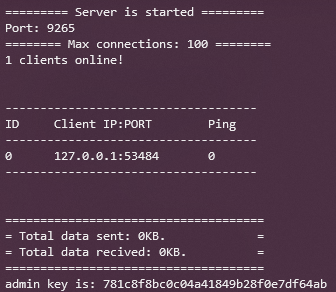 ========= Server is started =========
Port: 9265
======== Max connections: 100 ========
1 clients online!
------------------------------------
ID     Client IP:PORT        Ping
------------------------------------
0      127.0.0.1:53484       0
------------------------------------
=====================================
= Total data sent: 0KB.             =
= Total data recived: 0KB.          =
=====================================
admin key is: 781c8f8bc0c04a41849b28f0e7df64ab